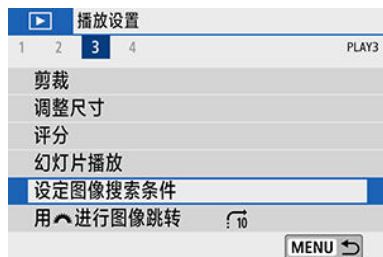 播放设置
1 2 3 4 PLAY3
剪裁
调整尺寸
评分
幻灯片播放
设定图像搜索条件
用进行图像跳转 10
MENU